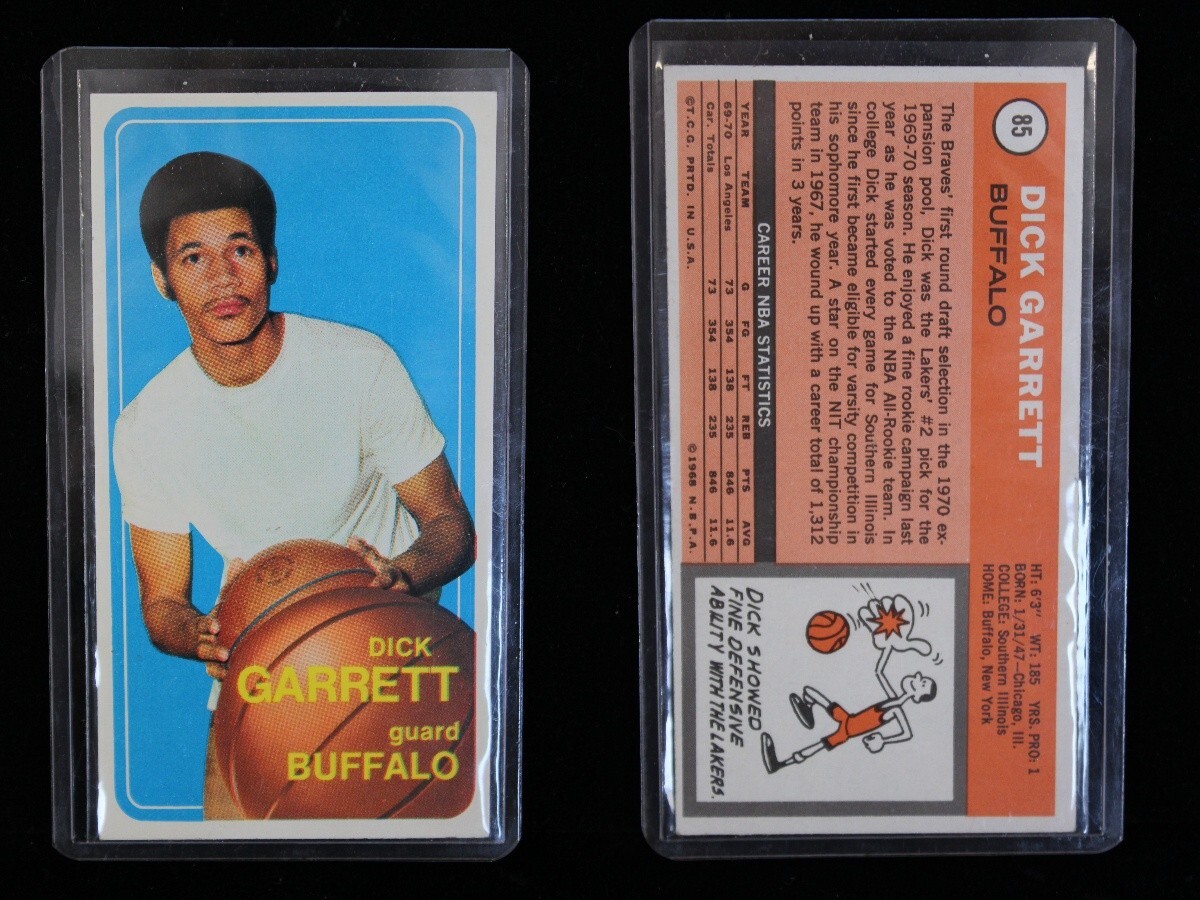 DICK
GARRETT
guard
BUFFALO
85
DICK GARRETT
BUFFALO
HT: 6'3" WT: 185 YRS. PRO: 1
BORN: 1/31/47—Chicago, Ill.
COLLEGE: Southern Illinois
HOME: Buffalo, New York
The Braves' first round draft selection in the 1970 ex-
pansion pool, Dick was the Lakers' #2 pick for the
1969-70 season. He enjoyed a fine rookie campaign last
year as he was voted to the NBA All-Rookie team. In
college Dick started every game for Southern Illinois
since he first became eligible for varsity competition in
his sophomore year. A star on the NIT championship
team in 1967, he wound up with a career total of 1,312
points in 3 years.
CAREER NBA STATISTICS
YEAR TEAM G FG FT REB PTS AVG
69-70 Los Angeles 73 354 138 235 846 11.6
Car. Totals 73 354 138 235 846 11.6
©T.C.G. PRTD. IN U.S.A. ©1968 N.B.P.A.
DICK SHOWED
FINE DEFENSIVE
ABILITY WITH THE LAKERS.